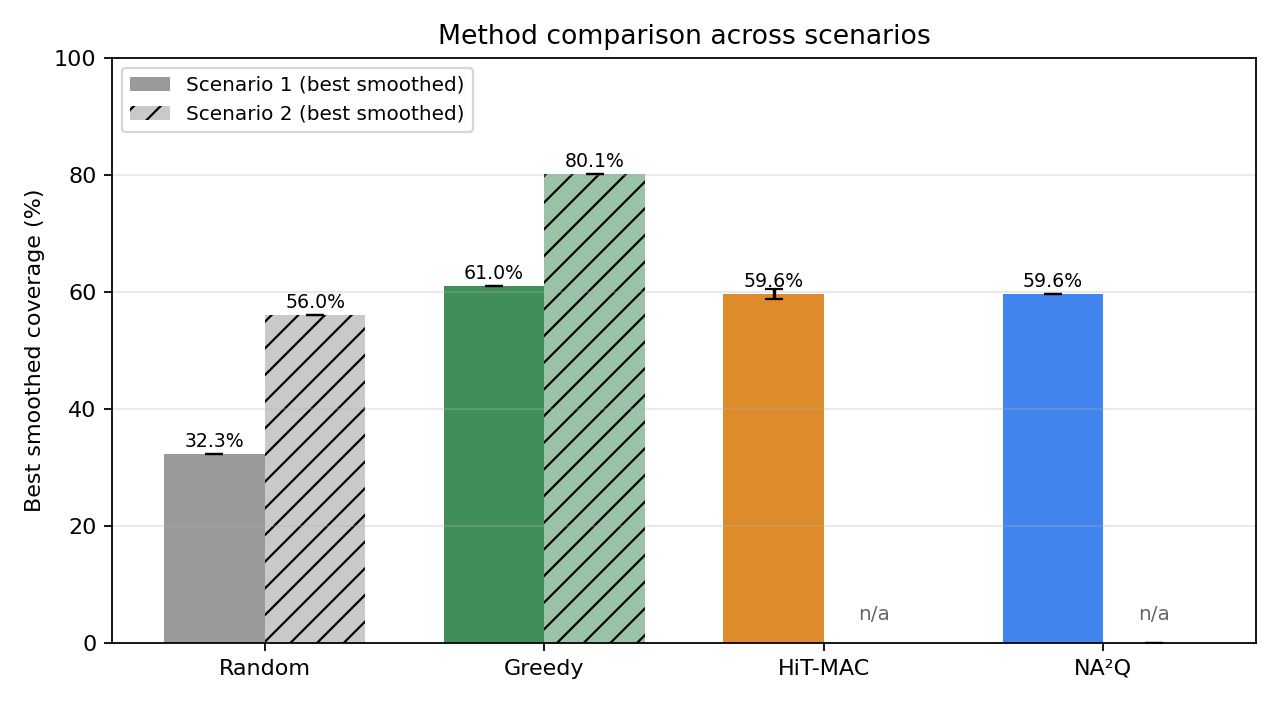 Method comparison across scenarios
Best smoothed coverage (%)
100
80
60
40
20
0
Scenario 1 (best smoothed)
Scenario 2 (best smoothed)
32.3%
56.0%
61.0%
80.1%
59.6%
n/a
59.6%
n/a
Random
Greedy
HiT-MAC
NA²Q